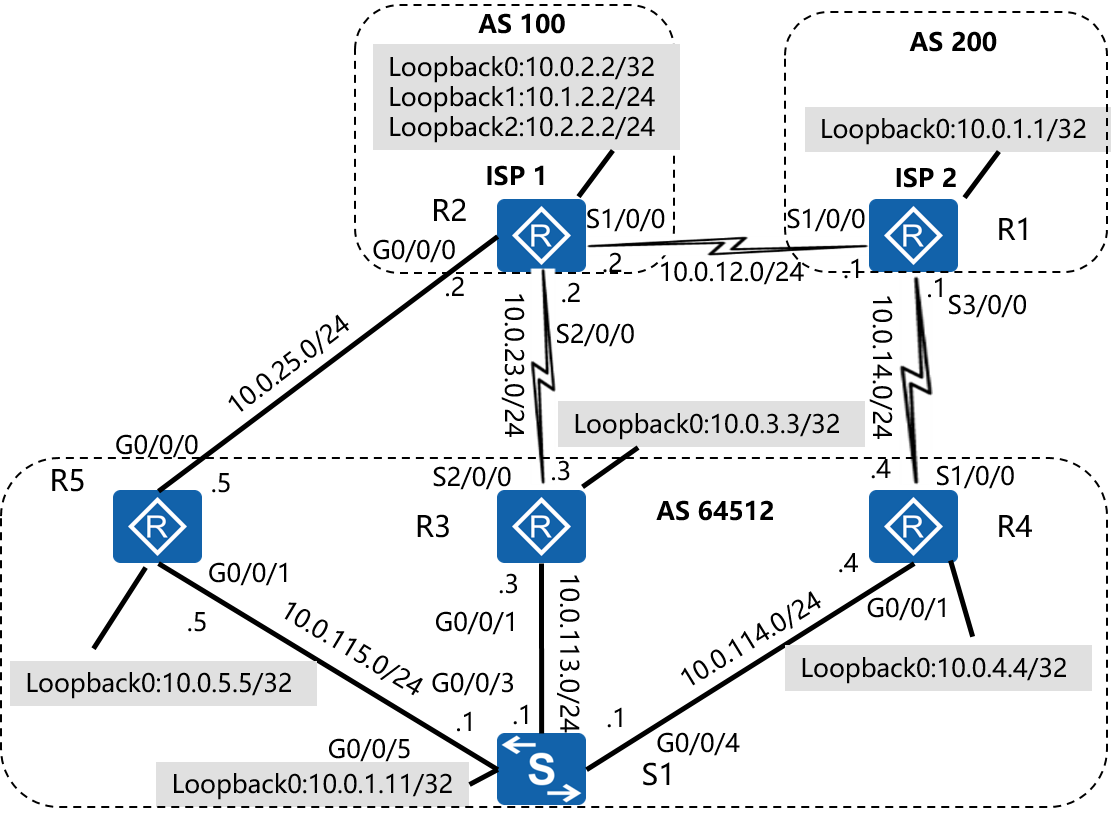 AS 100
AS 200
Loopback0:10.0.2.2/32
Loopback1:10.1.2.2/24
Loopback2:10.2.2.2/24
Loopback0:10.0.1.1/32
ISP 1
ISP 2
R2
R
S1/0/0
S1/0/0
R
R1
G0/0/0
.2
.2
10.0.12.0/24
.1
.2
.1
S3/0/0
S2/0/0
10.0.25.0/24
10.0.23.0/24
10.0.14.0/24
Loopback0:10.0.3.3/32
G0/0/0
.5
S2/0/0
.3
.4
S1/0/0
R5
R
R3
R
AS 64512
R
R4
G0/0/1
.5
.3
G0/0/1
.4
G0/0/1
10.0.115.0/24
10.0.113.0/24
10.0.114.0/24
Loopback0:10.0.5.5/32
Loopback0:10.0.4.4/32
G0/0/3
.1
.1
.1
G0/0/5
G0/0/4
Loopback0:10.0.1.11/32
S
S1